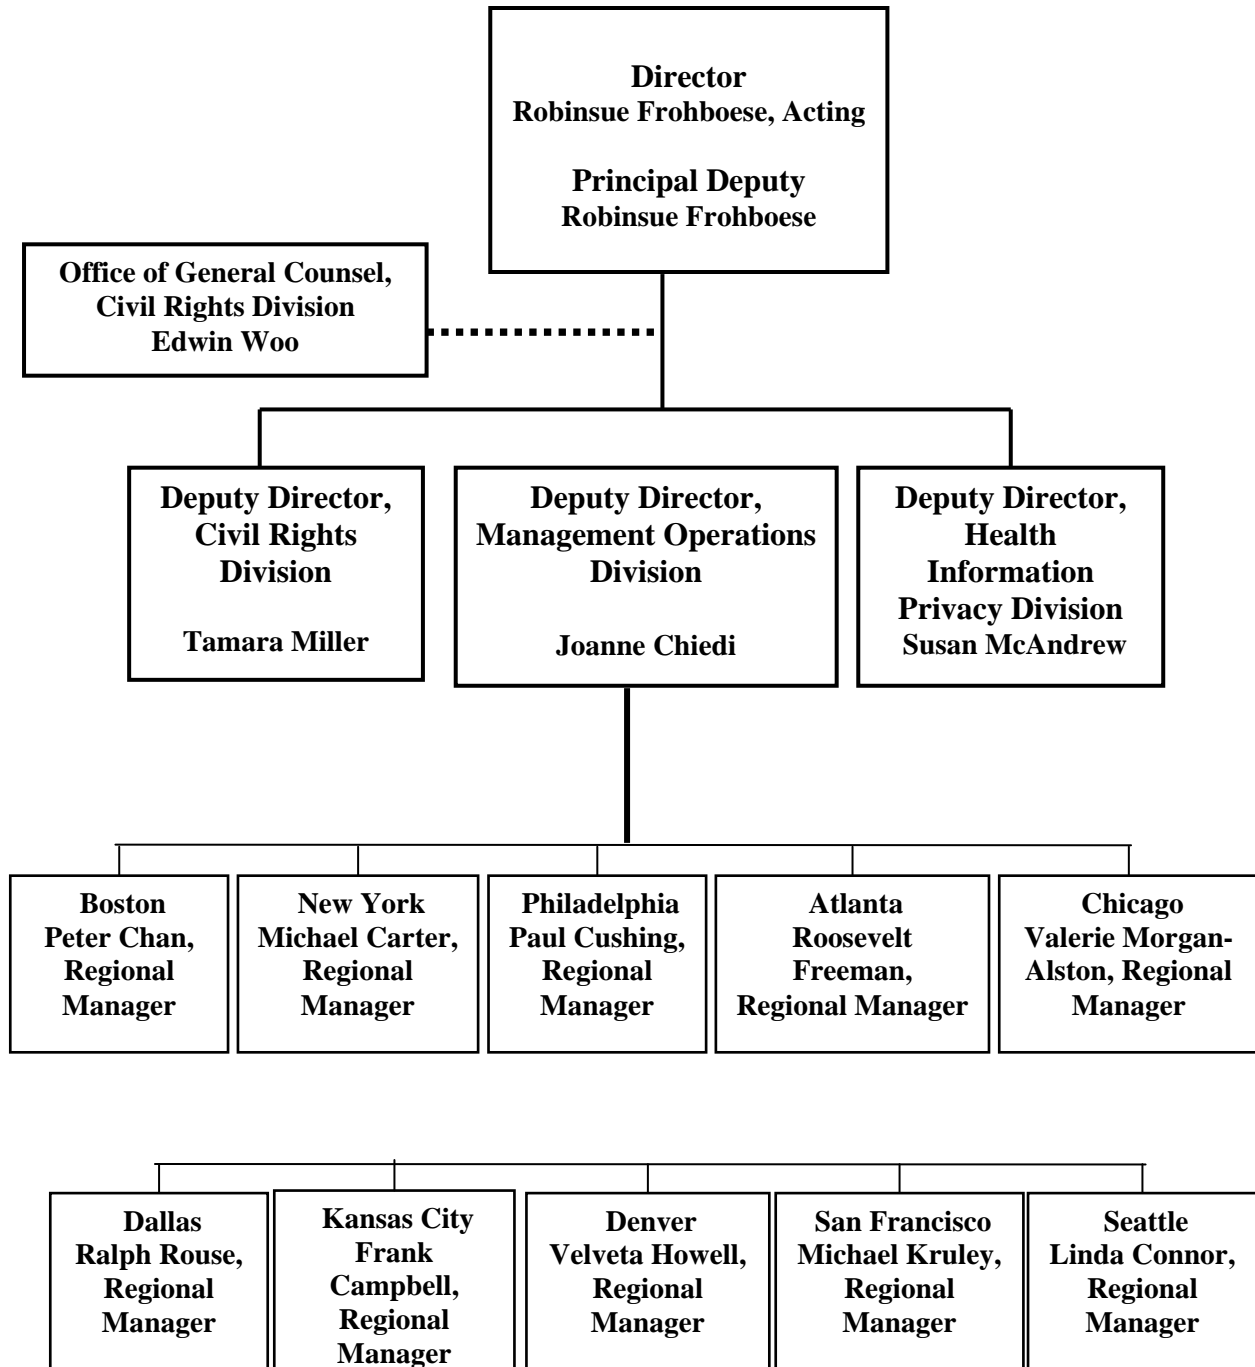 Director
Robinsue Frohboese, Acting
Principal Deputy
Robinsue Frohboese
Office of General Counsel,
Civil Rights Division
Edwin Woo
Deputy Director,
Civil Rights
Division
Tamara Miller
Deputy Director,
Management Operations
Division
Joanne Chiedi
Deputy Director,
Health
Information
Privacy Division
Susan McAndrew
Boston
Peter Chan,
Regional
Manager
New York
Michael Carter,
Regional
Manager
Philadelphia
Paul Cushing,
Regional
Manager
Atlanta
Roosevelt
Freeman,
Regional Manager
Chicago
Valerie Morgan-
Alston, Regional
Manager
Dallas
Ralph Rouse,
Regional
Manager
Kansas City
Frank
Campbell,
Regional
Manager
Denver
Velveta Howell,
Regional
Manager
San Francisco
Michael Kruley,
Regional
Manager
Seattle
Linda Connor,
Regional
Manager